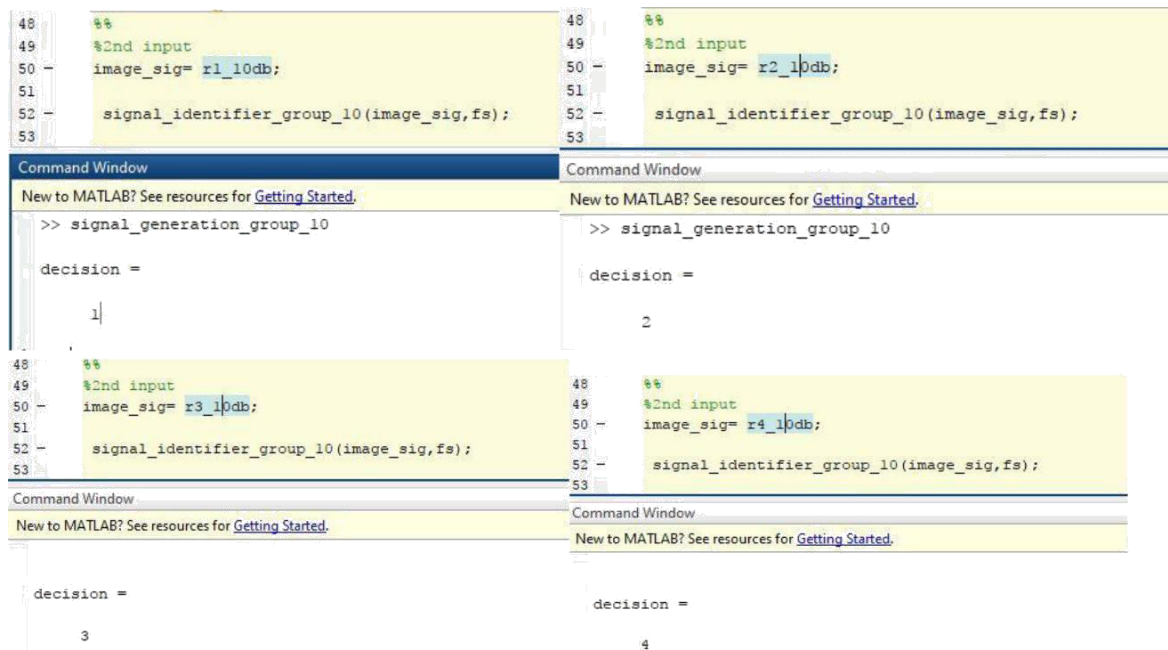 48 %%
49 %2nd input
50 - image_sig= r1_10db;
51
52 - signal_identifier_group_10(image_sig,fs);
53
Command Window
New to MATLAB? See resources for Getting Started.
>> signal_generation_group_10
decision =
1
48 %%
49 %2nd input
50 - image_sig= r2_10db;
51
52 - signal_identifier_group_10(image_sig,fs);
53
Command Window
New to MATLAB? See resources for Getting Started.
>> signal_generation_group_10
decision =
2
48 %%
49 %2nd input
50 - image_sig= r3_10db;
51
52 - signal_identifier_group_10(image_sig,fs);
53
Command Window
New to MATLAB? See resources for Getting Started.
decision =
3
48 %%
49 %2nd input
50 - image_sig= r4_10db;
51
52 - signal_identifier_group_10(image_sig,fs);
53
Command Window
New to MATLAB? See resources for Getting Started.
decision =
4